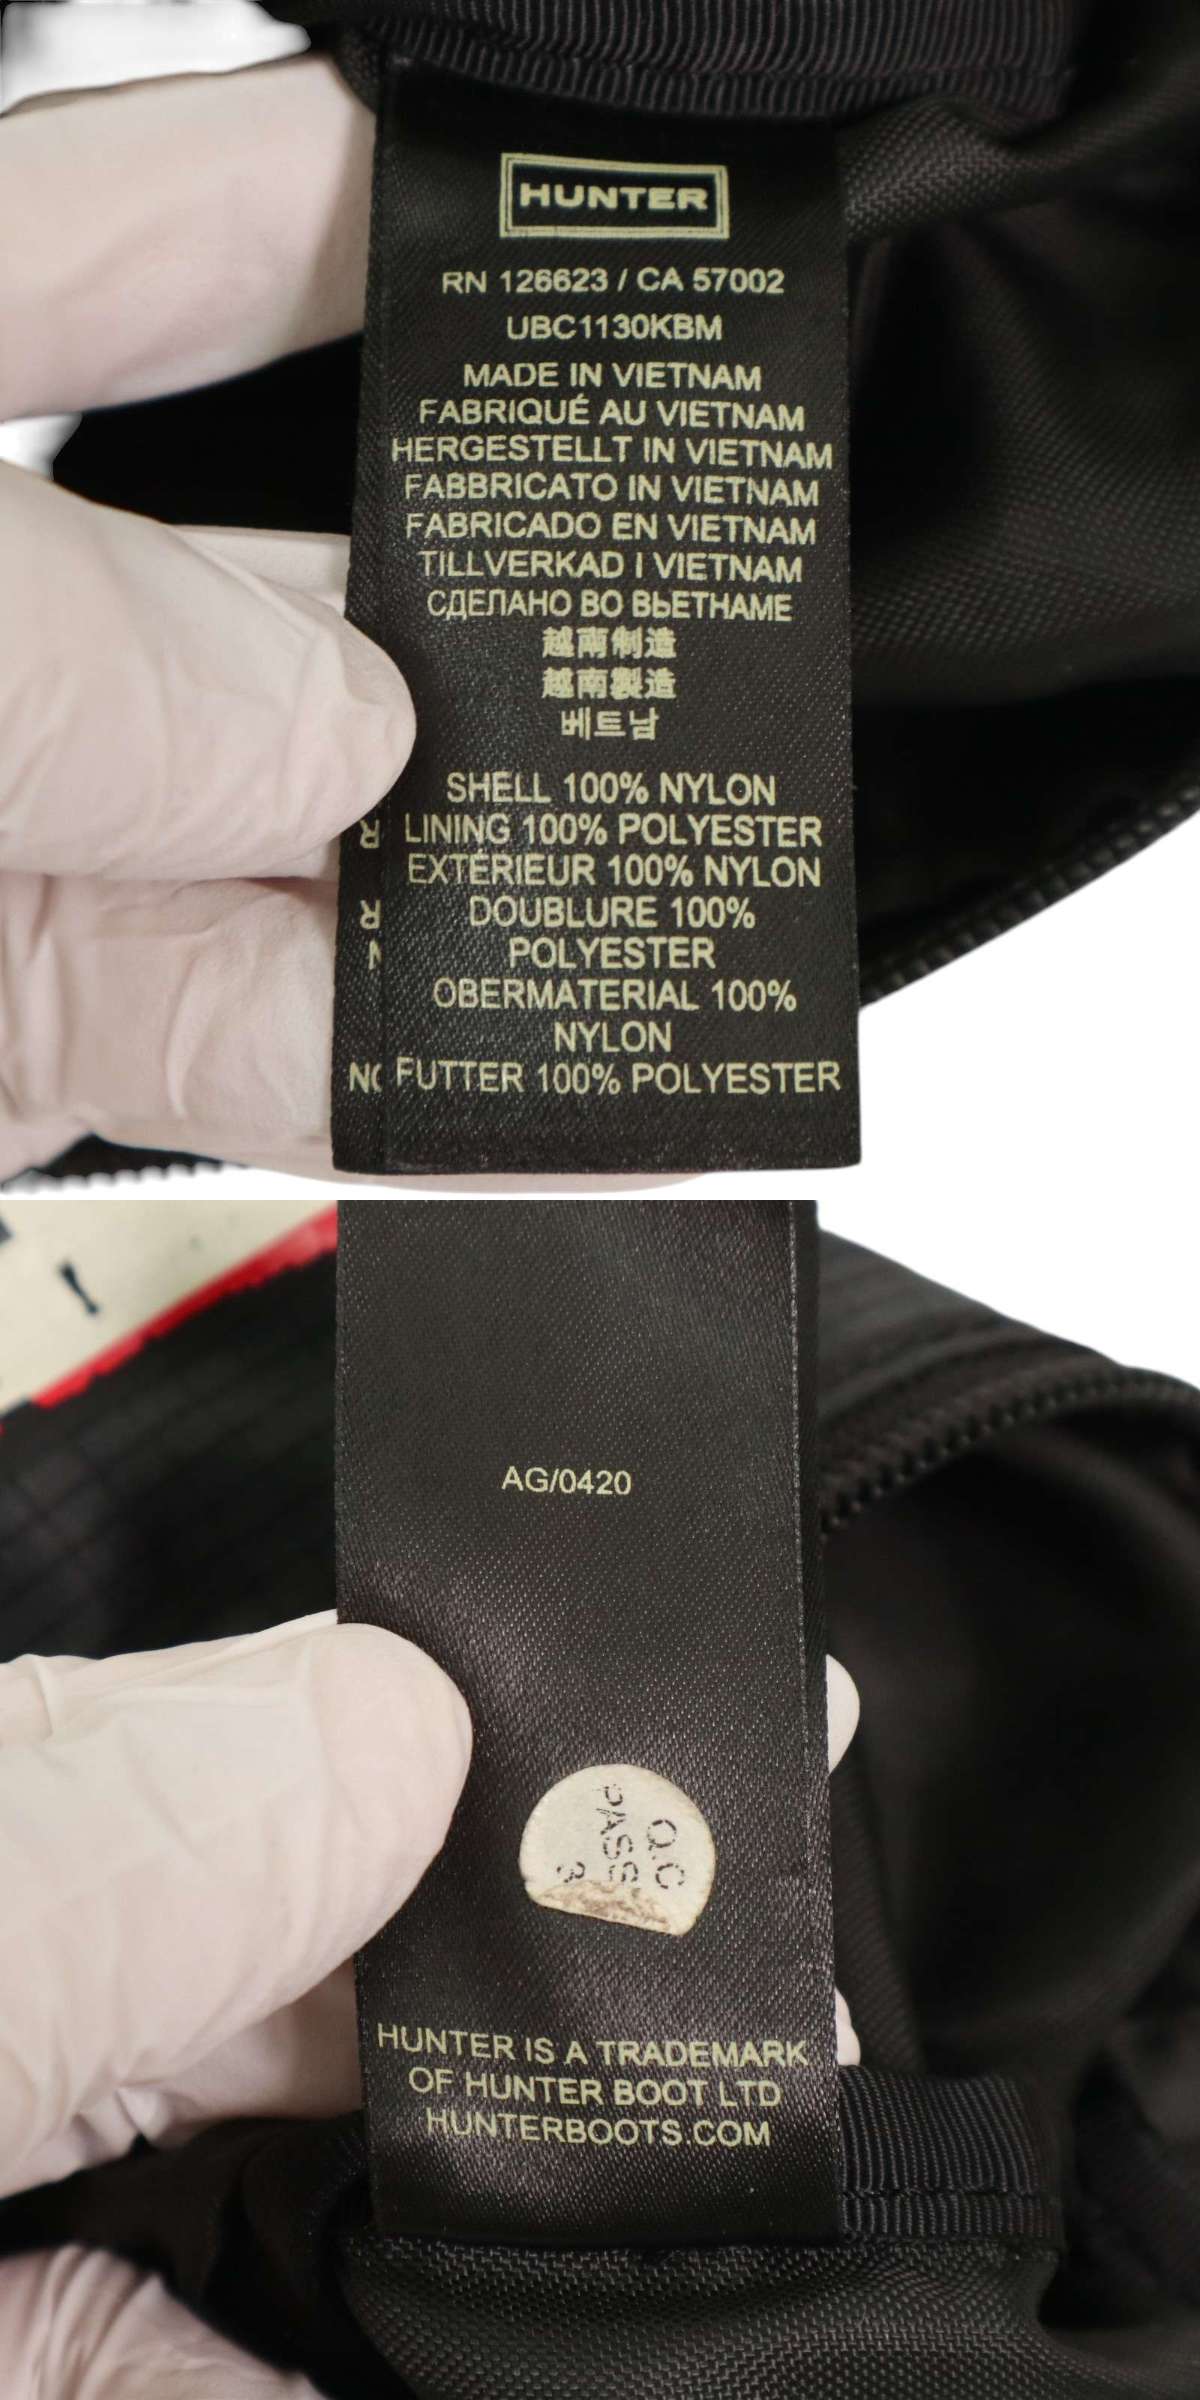 HUNTER
RN 126623 / CA 57002
UBC1130KBM
MADE IN VIETNAM
FABRIQUÉ AU VIETNAM
HERGESTELLT IN VIETNAM
FABBRICATO IN VIETNAM
FABRICADO EN VIETNAM
TILLVERKAD I VIETNAM
СДЕЛАНО ВО ВЬЕТНАМЕ
越南制造
越南製造
베트남
SHELL 100% NYLON
LINING 100% POLYESTER
EXTÉRIEUR 100% NYLON
DOUBLURE 100%
POLYESTER
OBERMATERIAL 100%
NYLON
FUTTER 100% POLYESTER
AG/0420
Q.C
PASS
3
HUNTER IS A TRADEMARK
OF HUNTER BOOT LTD
HUNTERBOOTS.COM